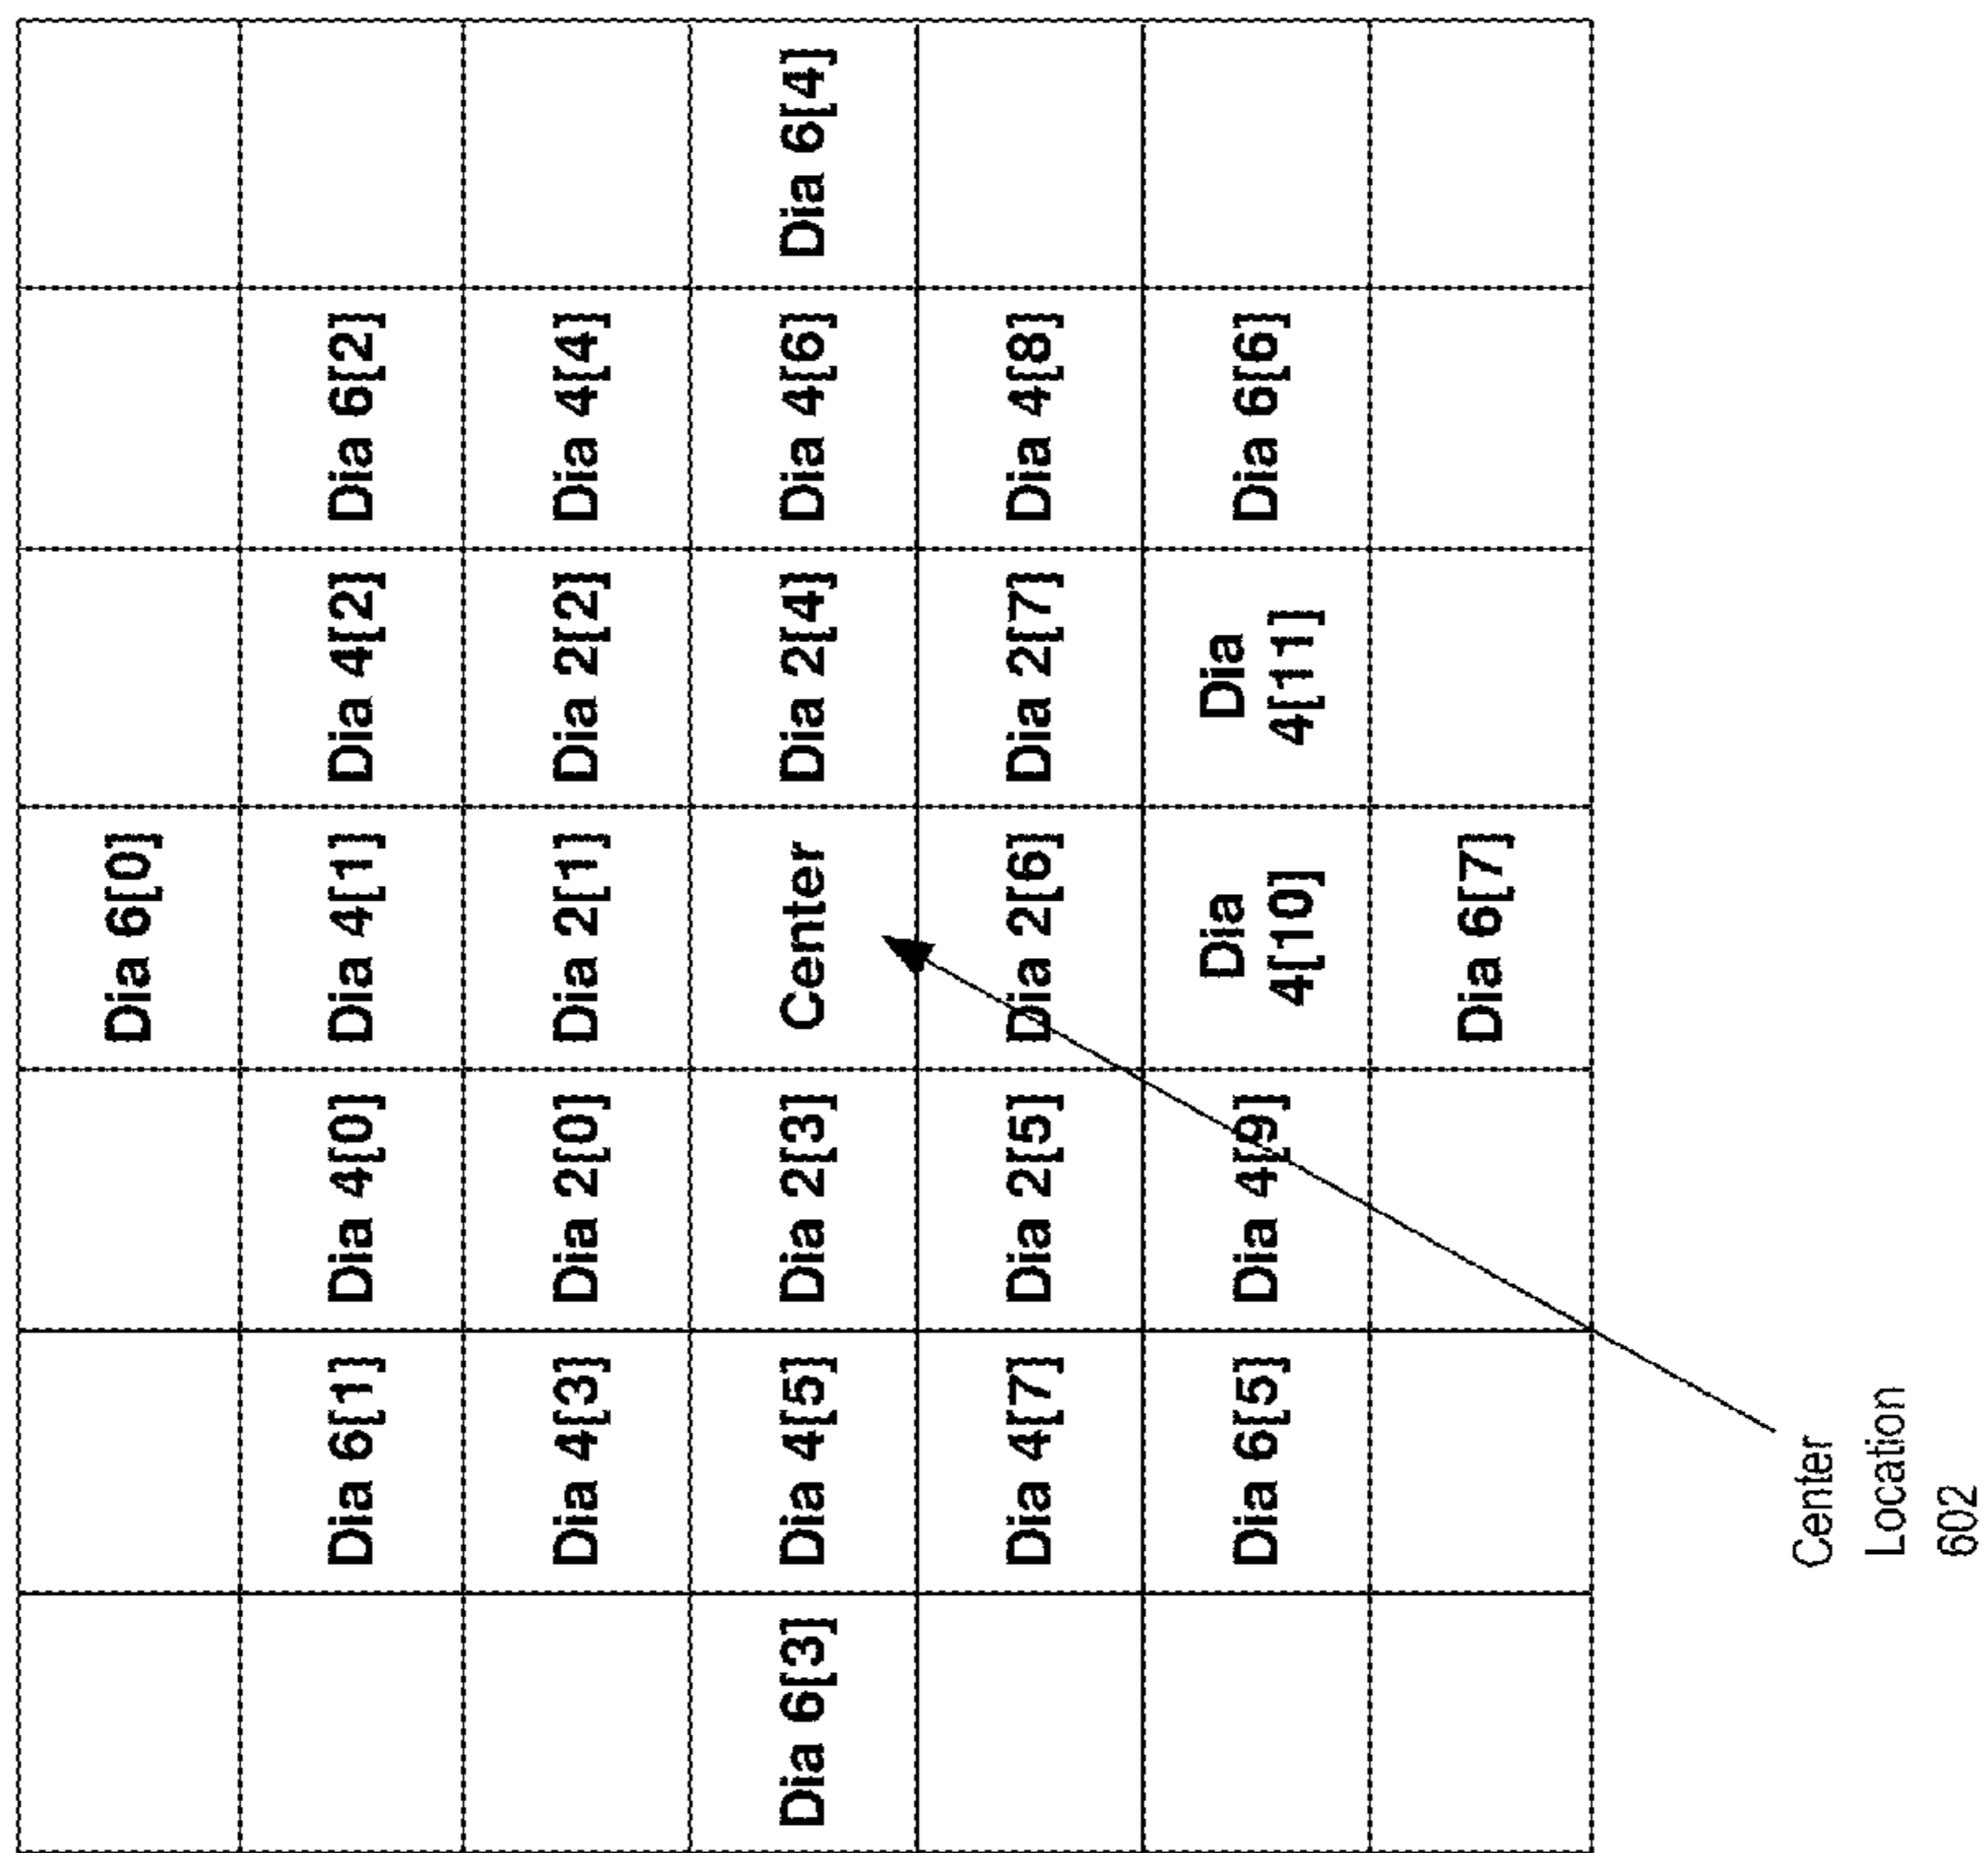 Dia 6[0]
Dia 6[1]
Dia 4[0]
Dia 4[1]
Dia 4[2]
Dia 6[2]
Dia 4[3]
Dia 2[0]
Dia 2[1]
Dia 2[2]
Dia 4[4]
Dia 6[3]
Dia 4[5]
Dia 2[3]
Center
Dia 2[4]
Dia 4[6]
Dia 6[4]
Dia 4[7]
Dia 2[5]
Dia 2[6]
Dia 2[7]
Dia 4[8]
Dia 6[5]
Dia 4[9]
Dia
4[10]
Dia
4[11]
Dia 6[6]
Dia 6[7]
Center
Location
602